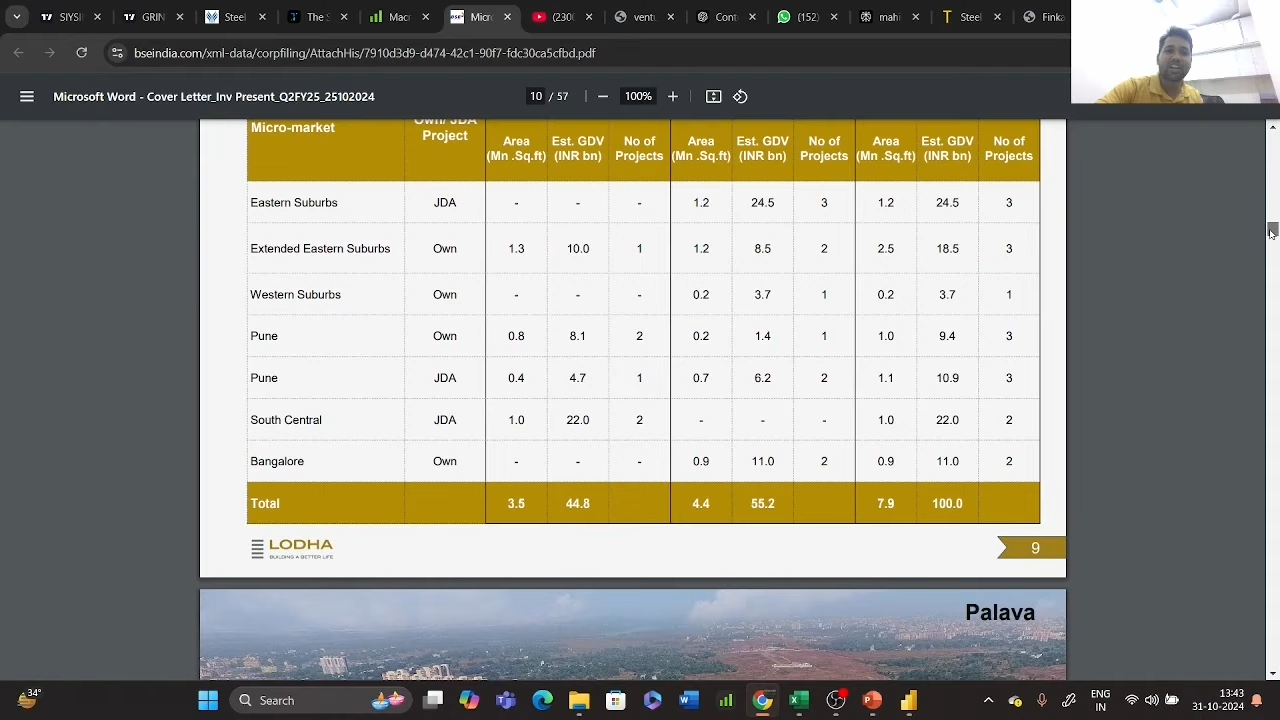 SYSI
TRIN
Stee
Mac
(230(
vent
Con
(152
mah
Steel
Finka
bseindia.com/xml-data/corpfiling/AttachHis/7910d3d9-d474-42c1-90f7-fdc30e5cafbd.pdf
Microsoft Word - Cover Letter_Inv Present_Q2FY25_25102024
10 / 57
100%
Micro-market
Own/ JDA Project
Area (Mn .Sq.ft)
Est. GDV (INR bn)
No of Projects
Area (Mn .Sq.ft)
Est. GDV (INR bn)
No of Projects
Area (Mn .Sq.ft)
Est. GDV (INR bn)
No of Projects
Eastern Suburbs JDA - - - 1.2 24.5 3 1.2 24.5 3
Extended Eastern Suburbs Own 1.3 10.0 1 1.2 8.5 2 2.5 18.5 3
Western Suburbs Own - - - 0.2 3.7 1 0.2 3.7 1
Pune Own 0.8 8.1 2 0.2 1.4 1 1.0 9.4 3
Pune JDA 0.4 4.7 1 0.7 6.2 2 1.1 10.9 3
South Central JDA 1.0 22.0 2 - - - 1.0 22.0 2
Bangalore Own - - - 0.9 11.0 2 0.9 11.0 2
Total 3.5 44.8 4.4 55.2 7.9 100.0
LODHA
BUILDING A BETTER LIFE
9
Palava
34°
Search
ENG
IN
13:43
31-10-2024